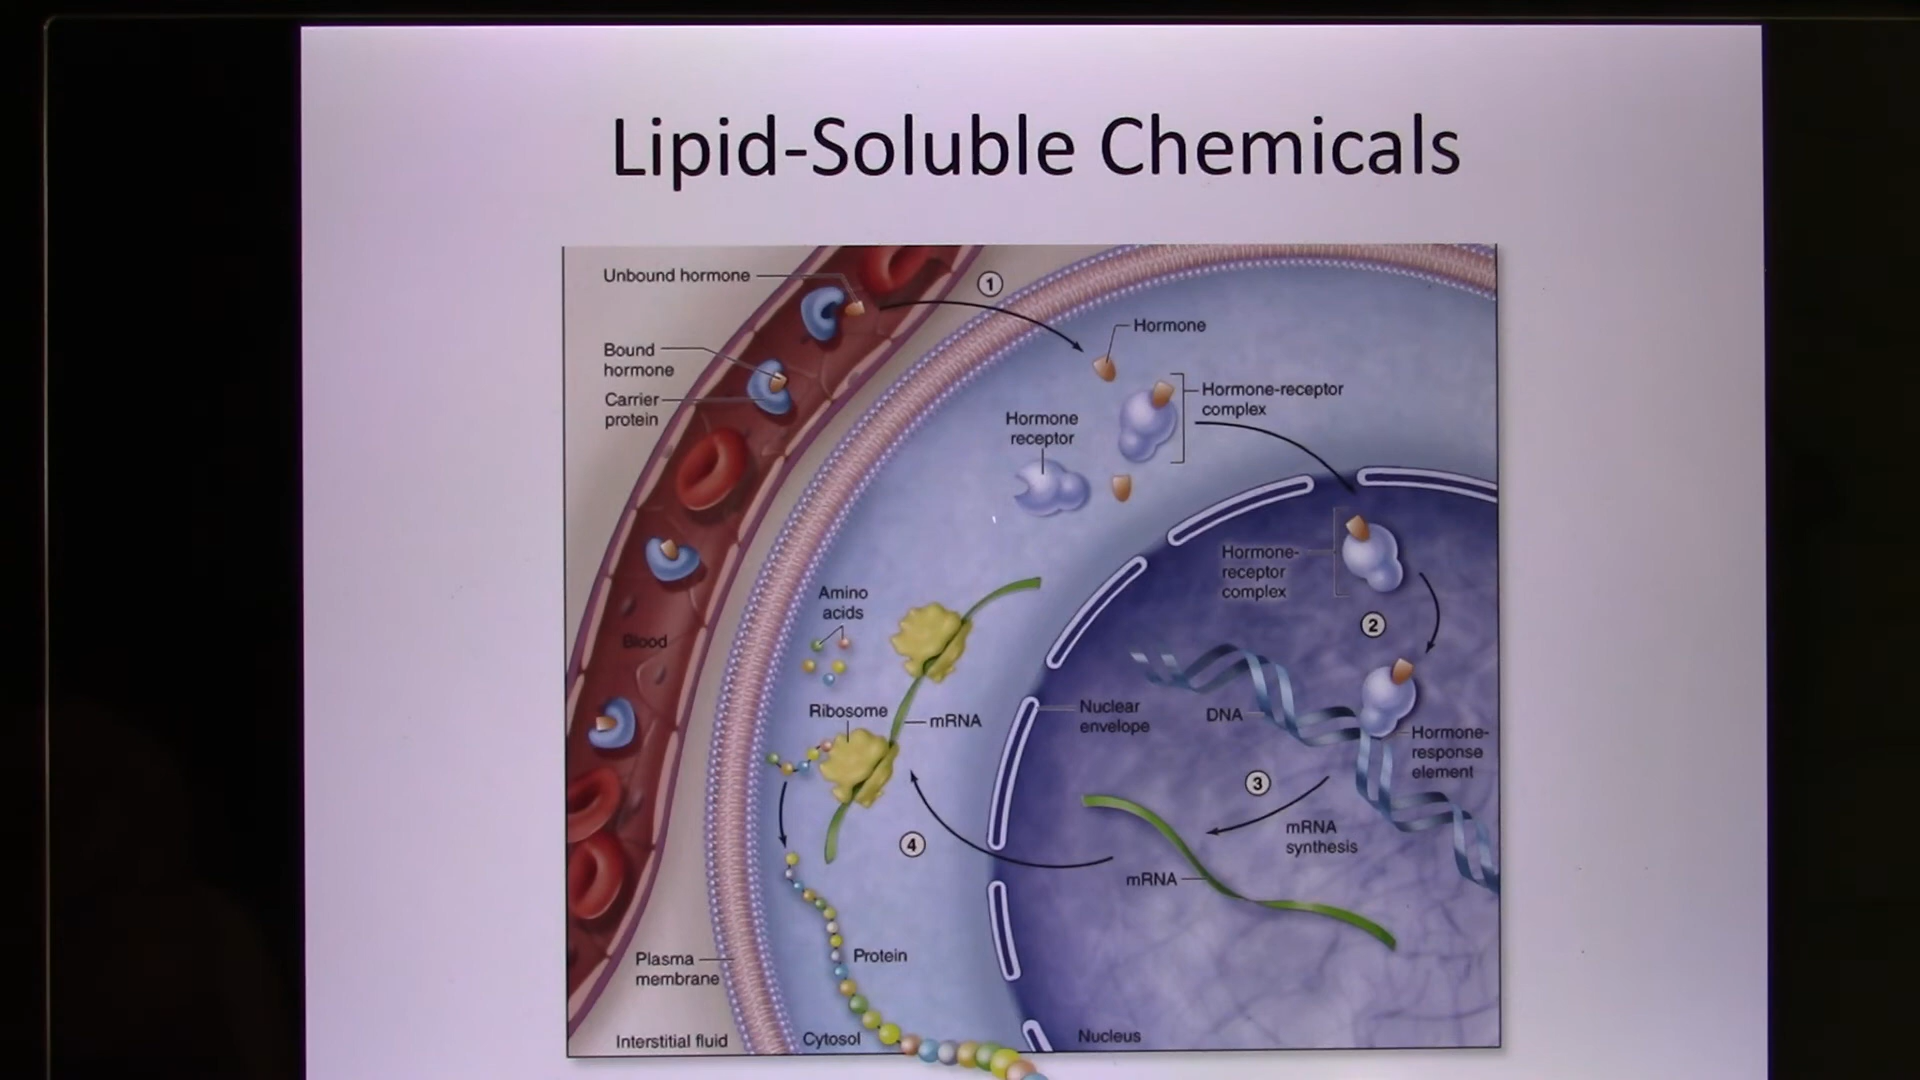 Lipid-Soluble Chemicals
Unbound hormone
1
Hormone
Bound
hormone
Carrier
protein
Hormone-receptor
complex
Hormone
receptor
Hormone-
receptor
complex
2
Amino
acids
Blood
Ribosome
mRNA
Nuclear
envelope
DNA
Hormone-
response
element
3
mRNA
synthesis
4
mRNA
Protein
Plasma
membrane
Interstitial fluid
Cytosol
Nucleus